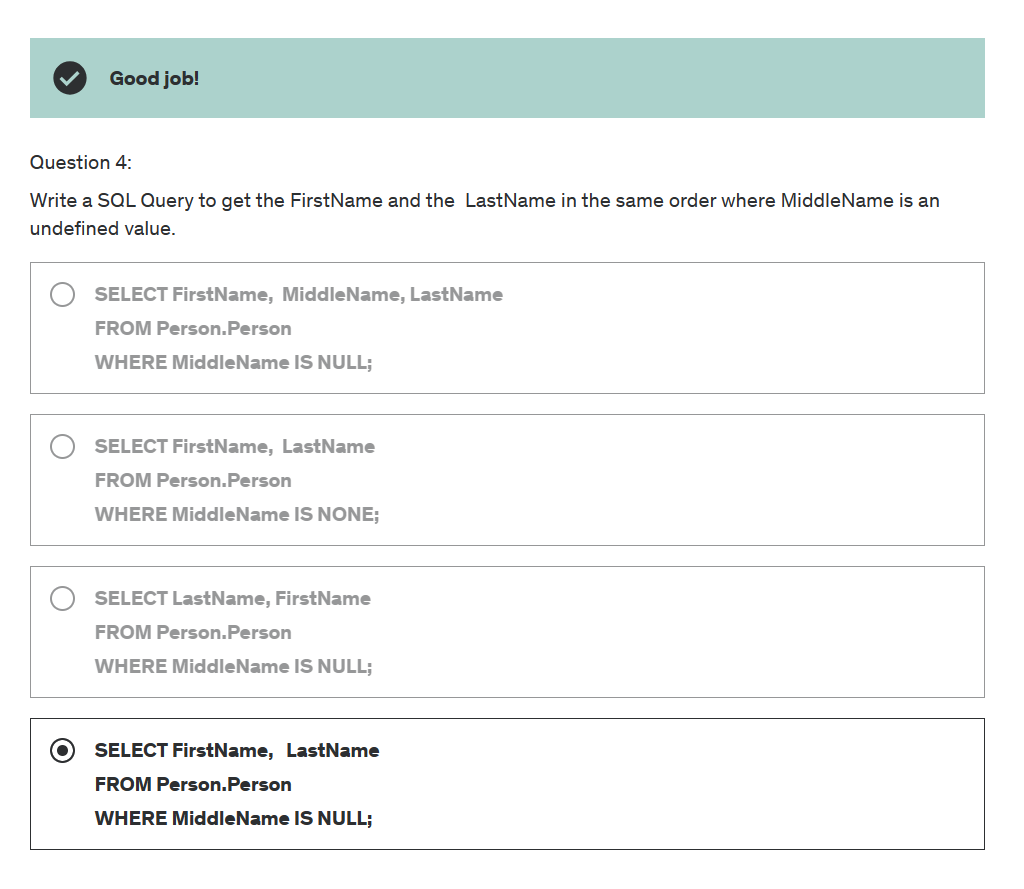 Good job!
Question 4:
Write a SQL Query to get the FirstName and the  LastName in the same order where MiddleName is an
undefined value.
SELECT FirstName,  MiddleName, LastName
FROM Person.Person
WHERE MiddleName IS NULL;
SELECT FirstName,  LastName
FROM Person.Person
WHERE MiddleName IS NONE;
SELECT LastName, FirstName
FROM Person.Person
WHERE MiddleName IS NULL;
SELECT FirstName,   LastName
FROM Person.Person
WHERE MiddleName IS NULL;